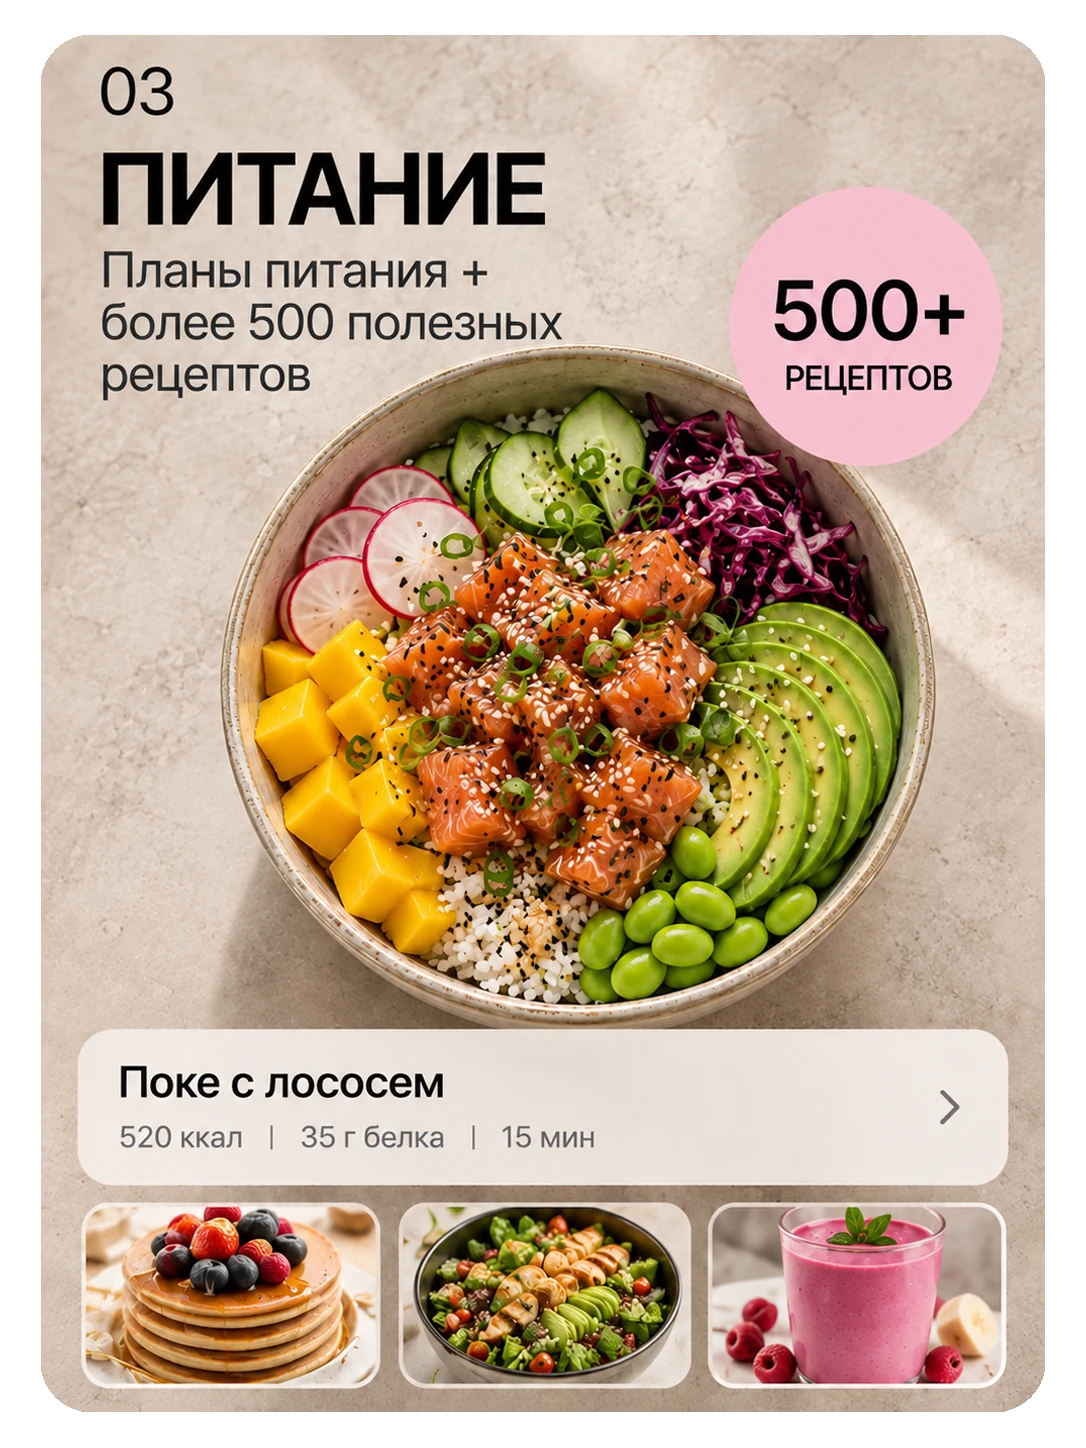 03
ПИТАНИЕ
Планы питания +
более 500 полезных
рецептов
500+
РЕЦЕПТОВ
Поке с лососем
520 ккал | 35 г белка | 15 мин